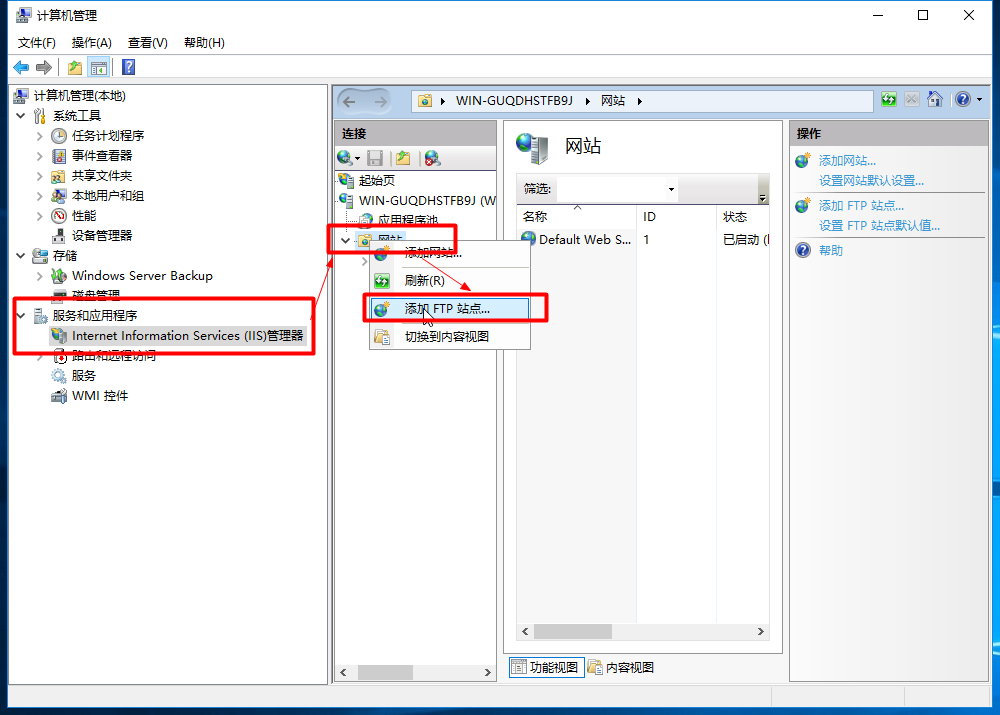 计算机管理
文件(F) 操作(A) 查看(V) 帮助(H)
计算机管理(本地)
系统工具
任务计划程序
事件查看器
共享文件夹
本地用户和组
性能
设备管理器
存储
Windows Server Backup
磁盘管理
服务和应用程序
Internet Information Services (IIS)管理器
路由和远程访问
服务
WMI 控件
WIN-GUQDHSTFB9J 网站
连接
起始页
WIN-GUQDHSTFB9J (W
应用程序池
网站
添加网站...
刷新(R)
添加 FTP 站点...
切换到内容视图
网站
筛选:
名称 ID 状态
Default Web S... 1 已启动 (
功能视图 内容视图
操作
添加网站...
设置网站默认设置...
添加 FTP 站点...
设置 FTP 站点默认值...
帮助